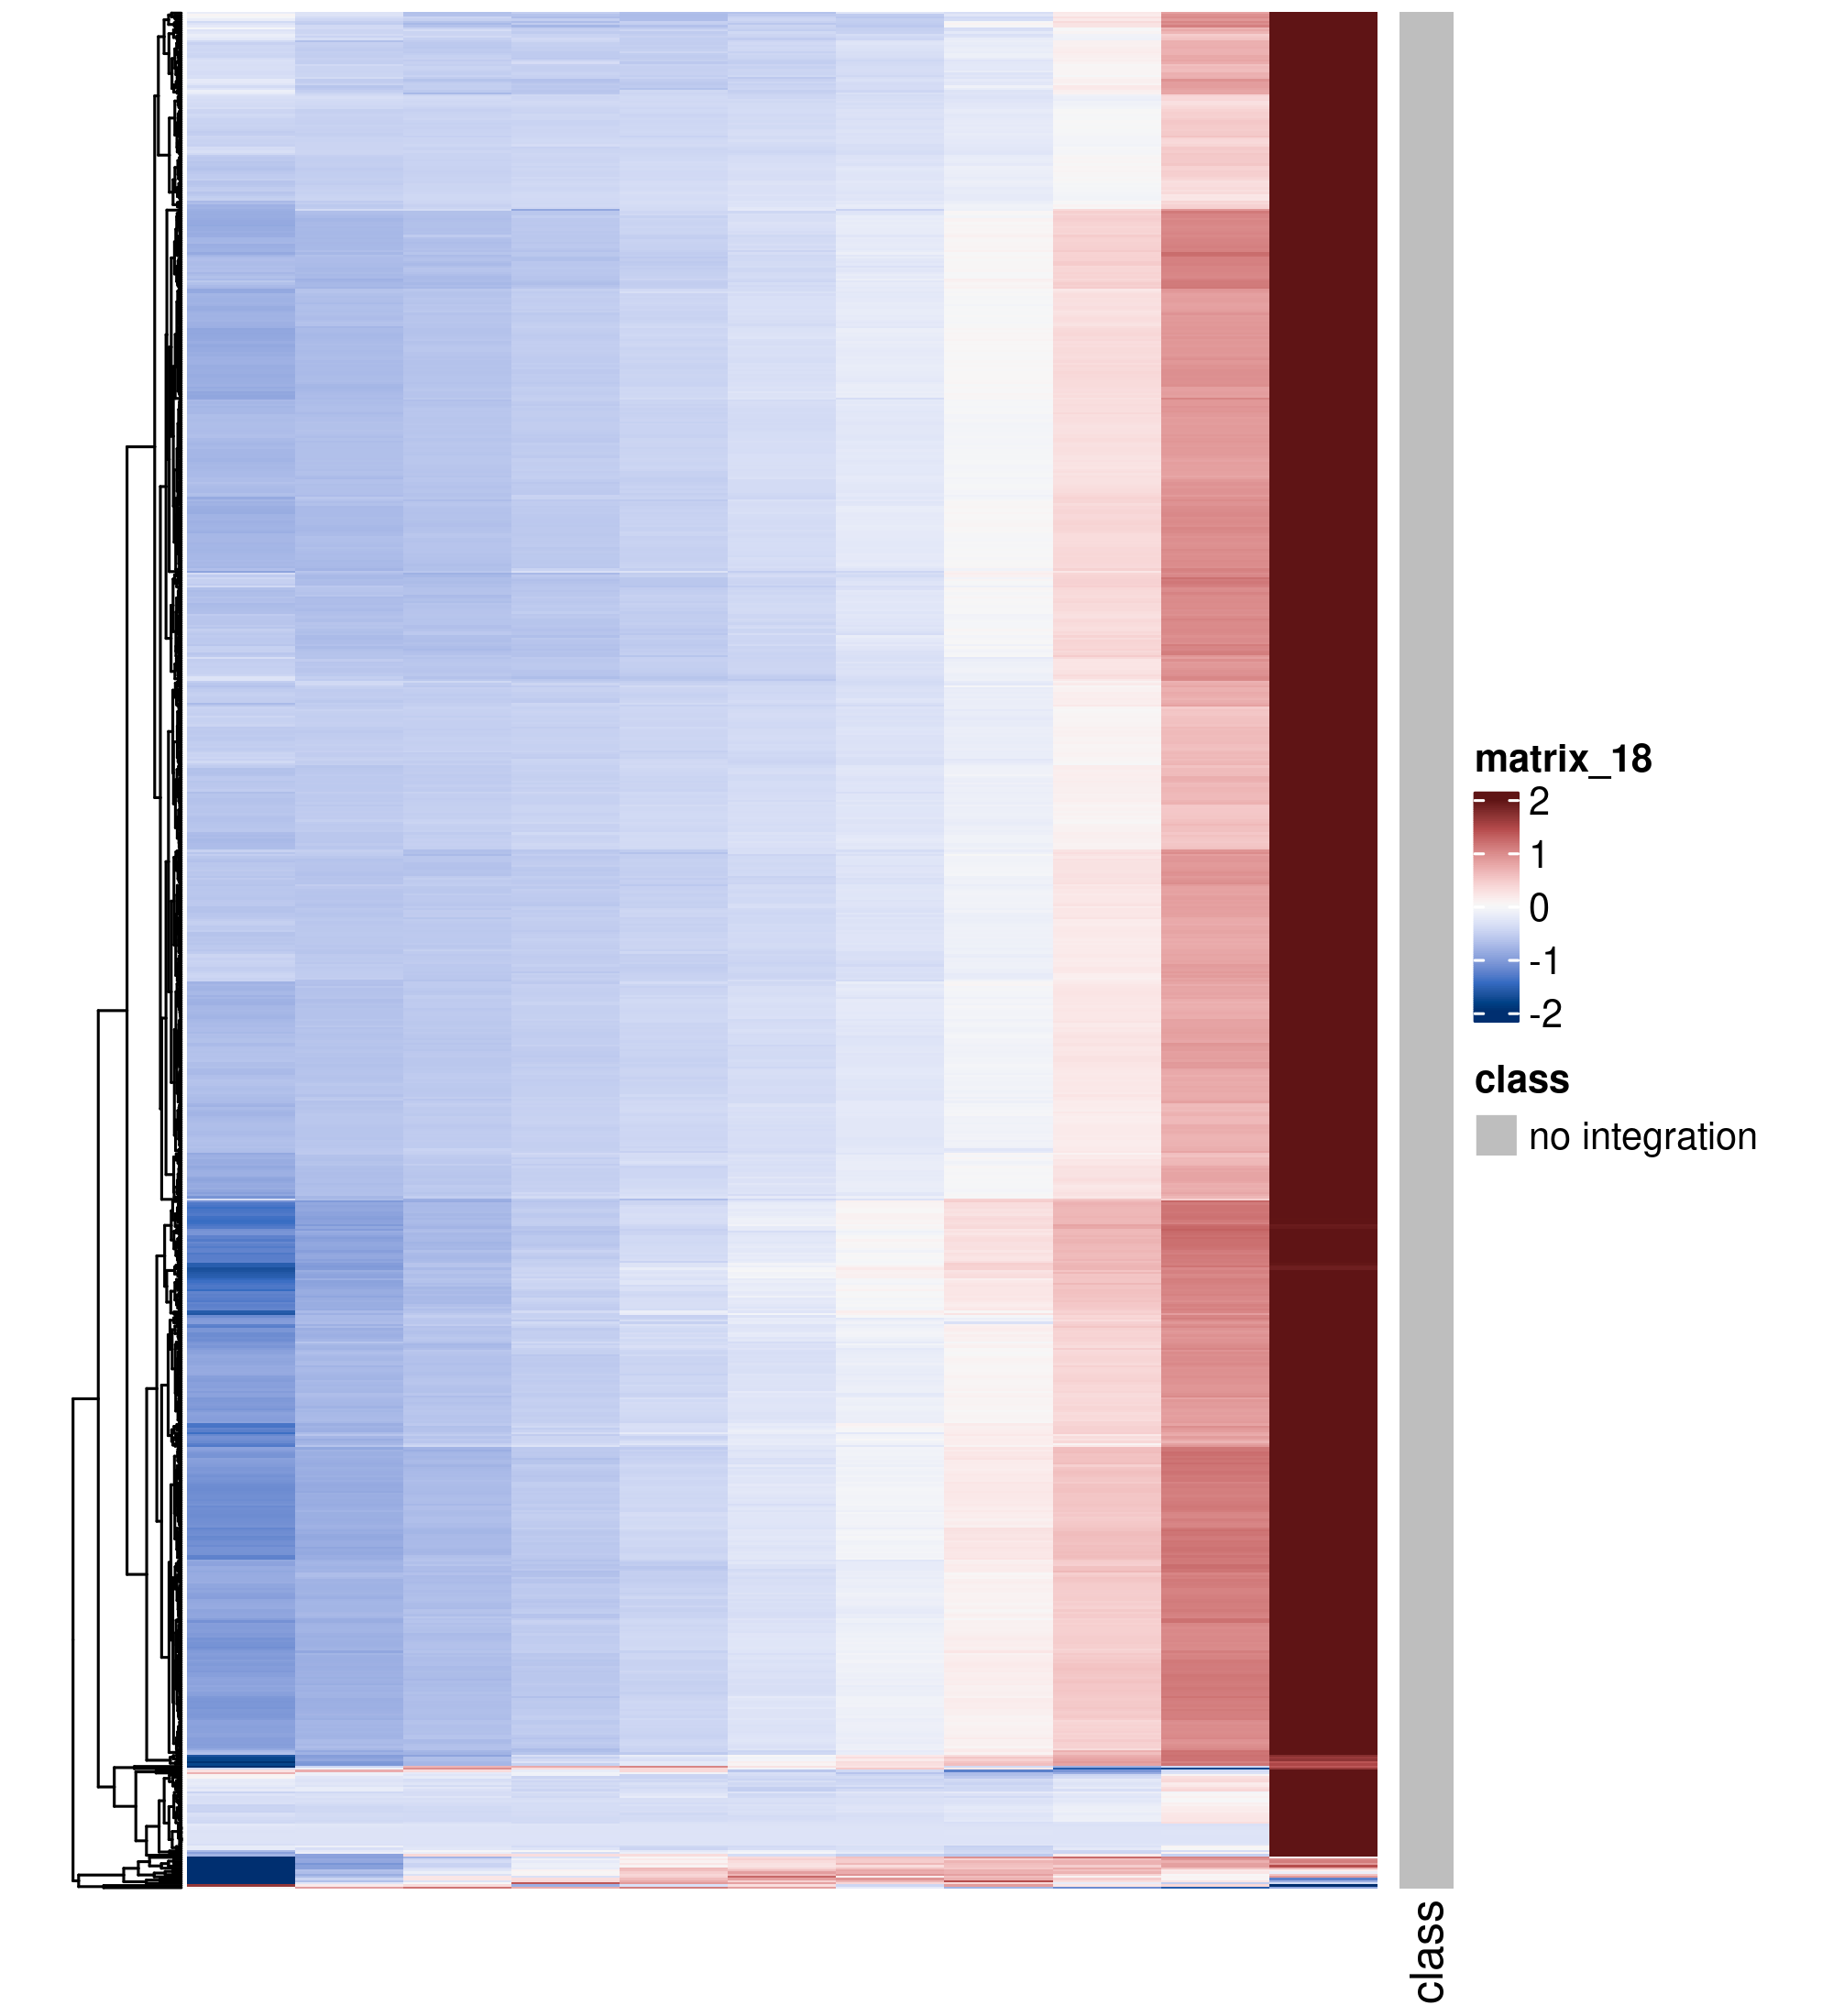 matrix_18
2
1
0
-1
-2
class
no integration
class